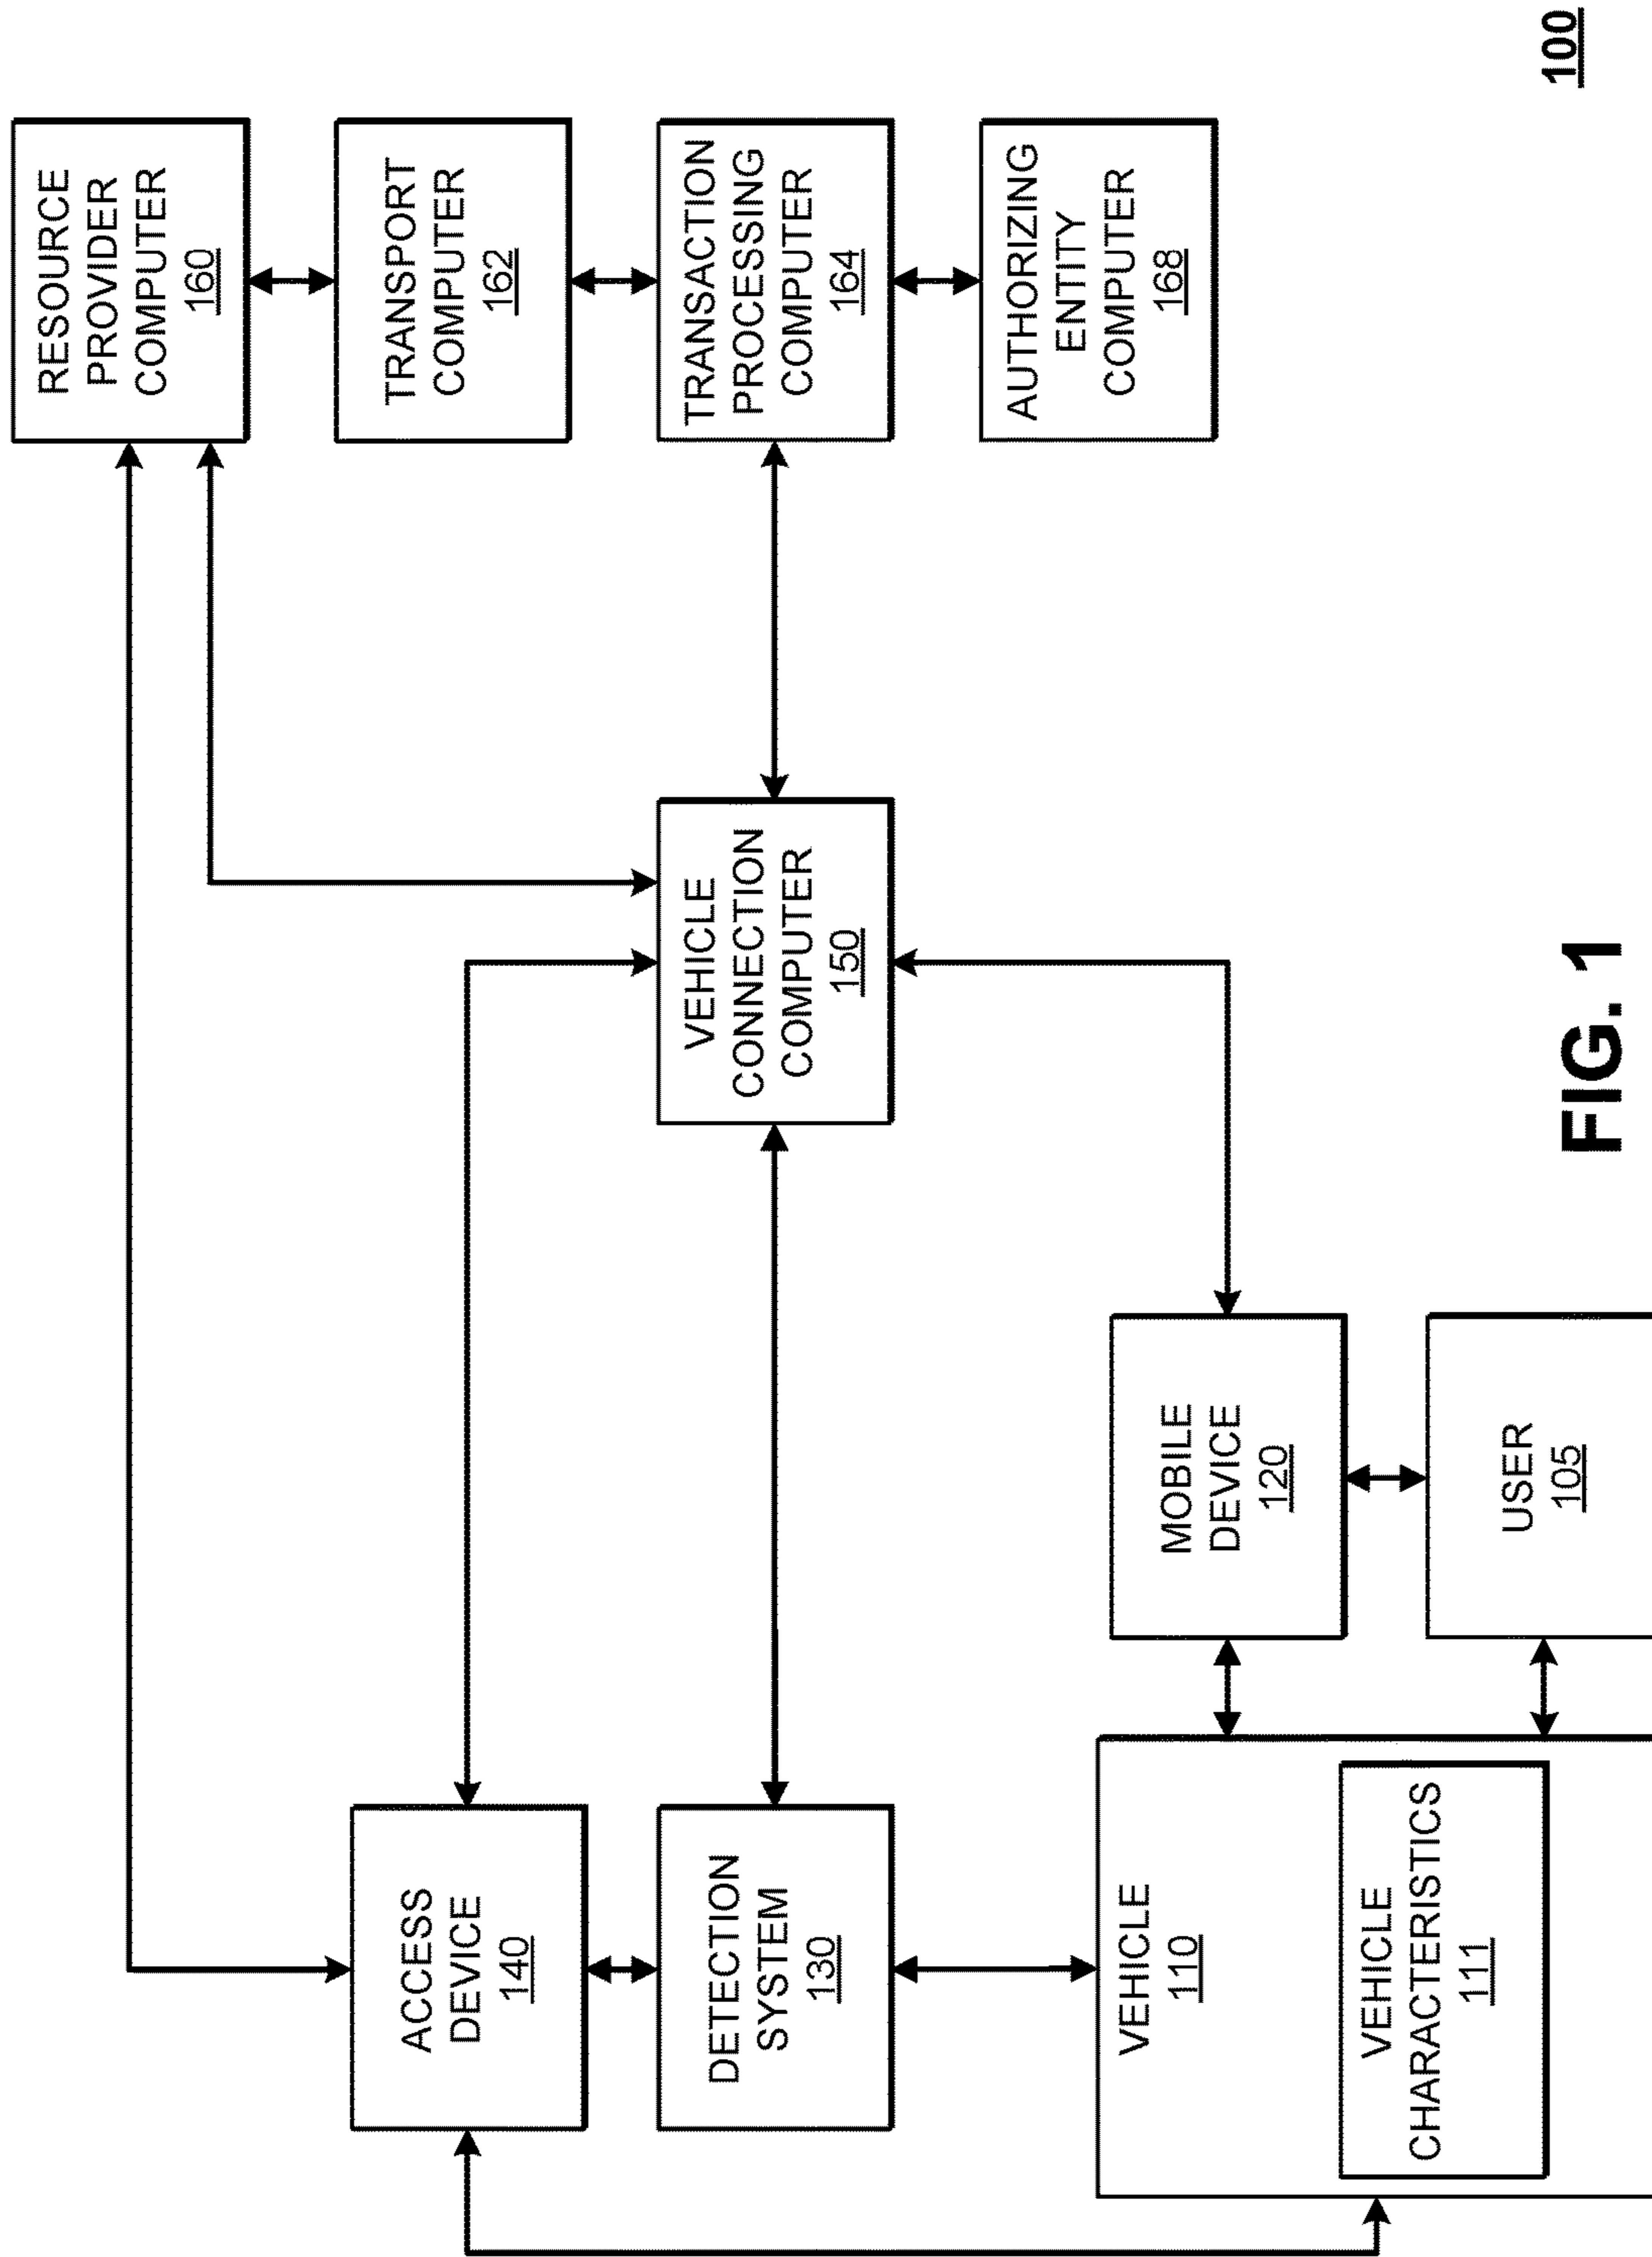 RESOURCE
PROVIDER
COMPUTER
160
TRANSPORT
COMPUTER
162
TRANSACTION
PROCESSING
COMPUTER
164
AUTHORIZING
ENTITY
COMPUTER
168
VEHICLE
CONNECTION
COMPUTER
150
ACCESS
DEVICE
140
DETECTION
SYSTEM
130
MOBILE
DEVICE
120
USER
105
VEHICLE
110
VEHICLE
CHARACTERISTICS
111
FIG. 1
100